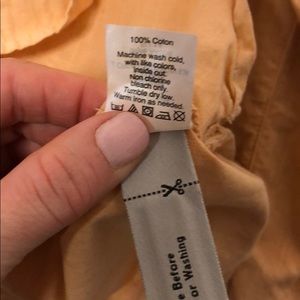 100% Coton
Machine wash cold,
with like colors,
inside out.
Non chlorine
bleach only.
Tumble dry low.
Warm iron as needed.
e Before
or Washing